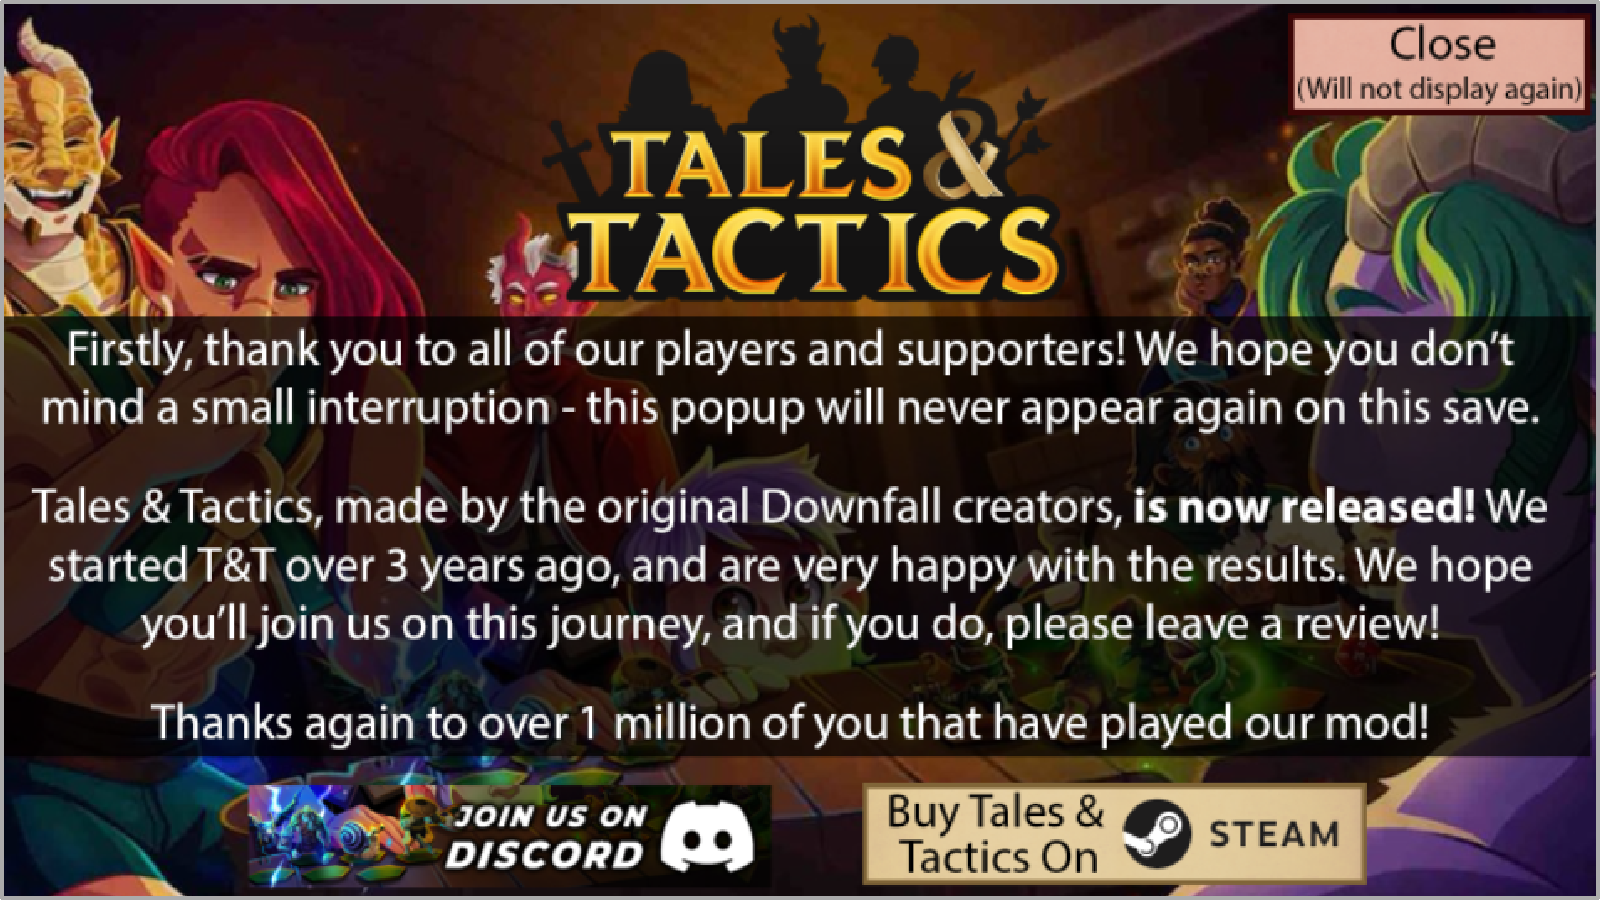 Close
(Will not display again)
TALES &
TACTICS
Firstly, thank you to all of our players and supporters! We hope you don't
mind a small interruption - this popup will never appear again on this save.
Tales & Tactics, made by the original Downfall creators, is now released! We
started T&T over 3 years ago, and are very happy with the results. We hope
you'll join us on this journey, and if you do, please leave a review!
Thanks again to over 1 million of you that have played our mod!
JOIN US ON
DISCORD
Buy Tales &
Tactics On
STEAM